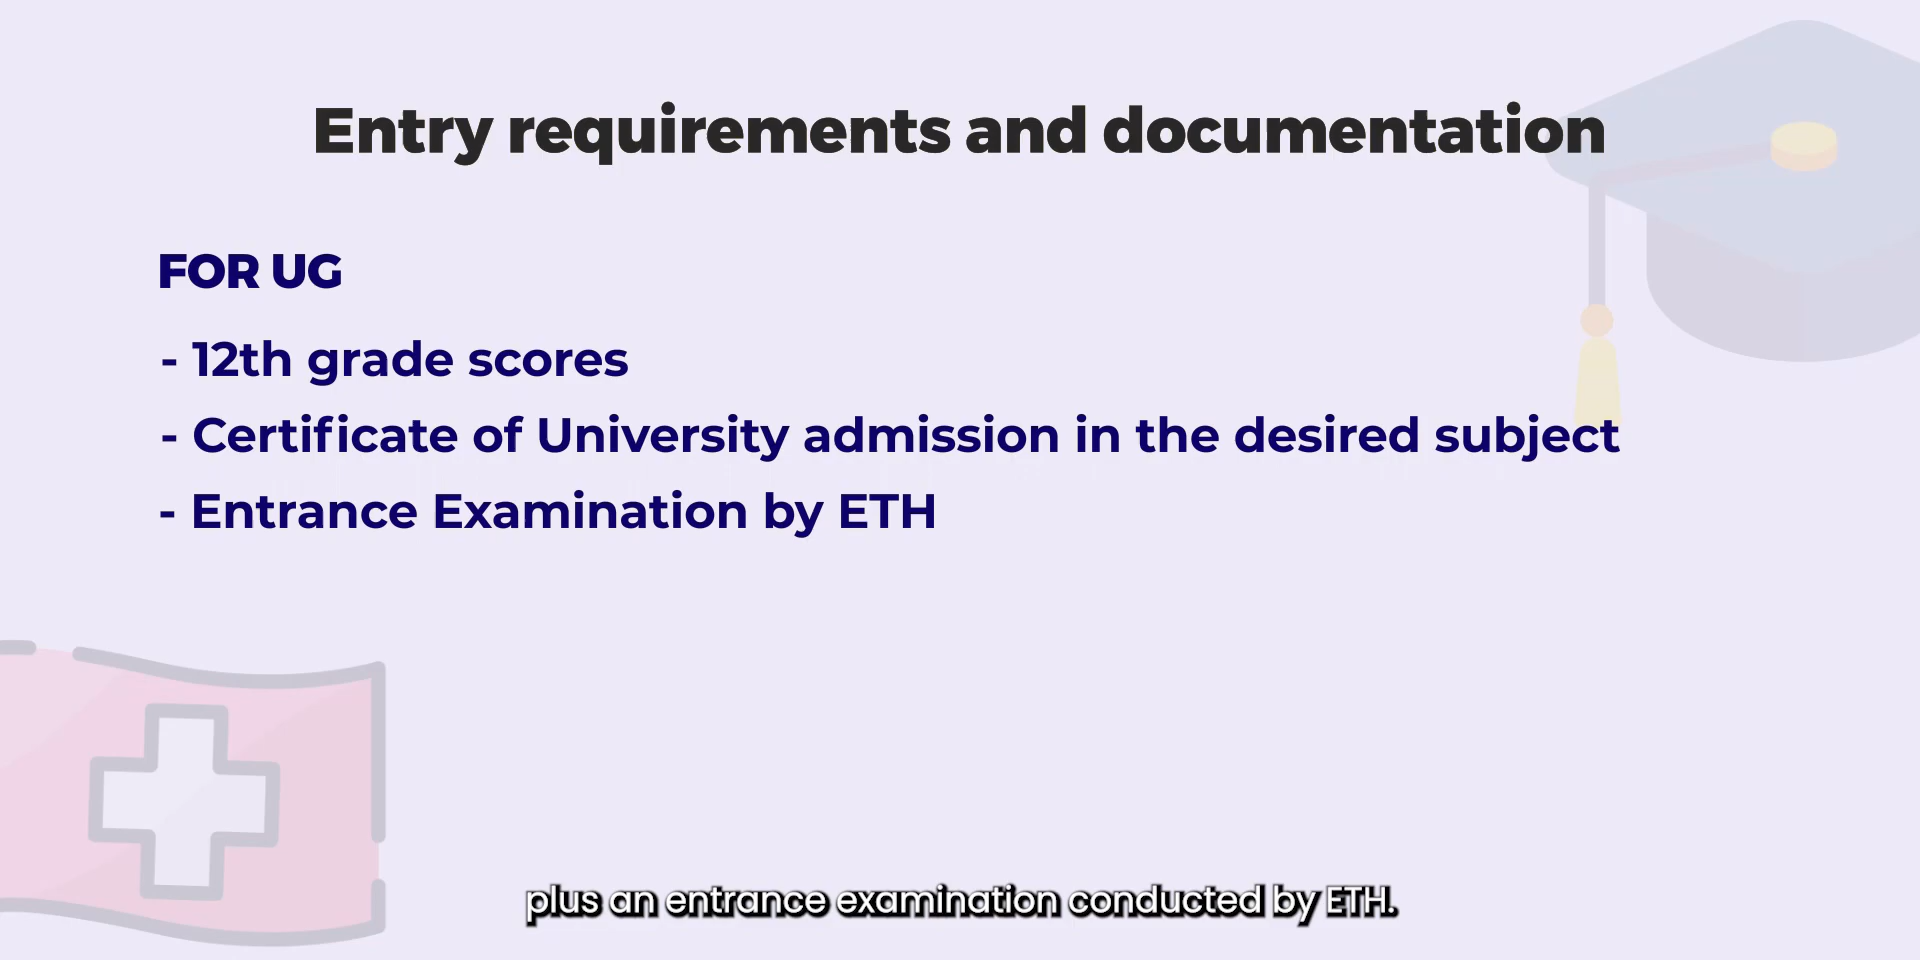 Entry requirements and documentation
FOR UG
- 12th grade scores
- Certificate of University admission in the desired subject
- Entrance Examination by ETH
plus an entrance examination conducted by ETH.